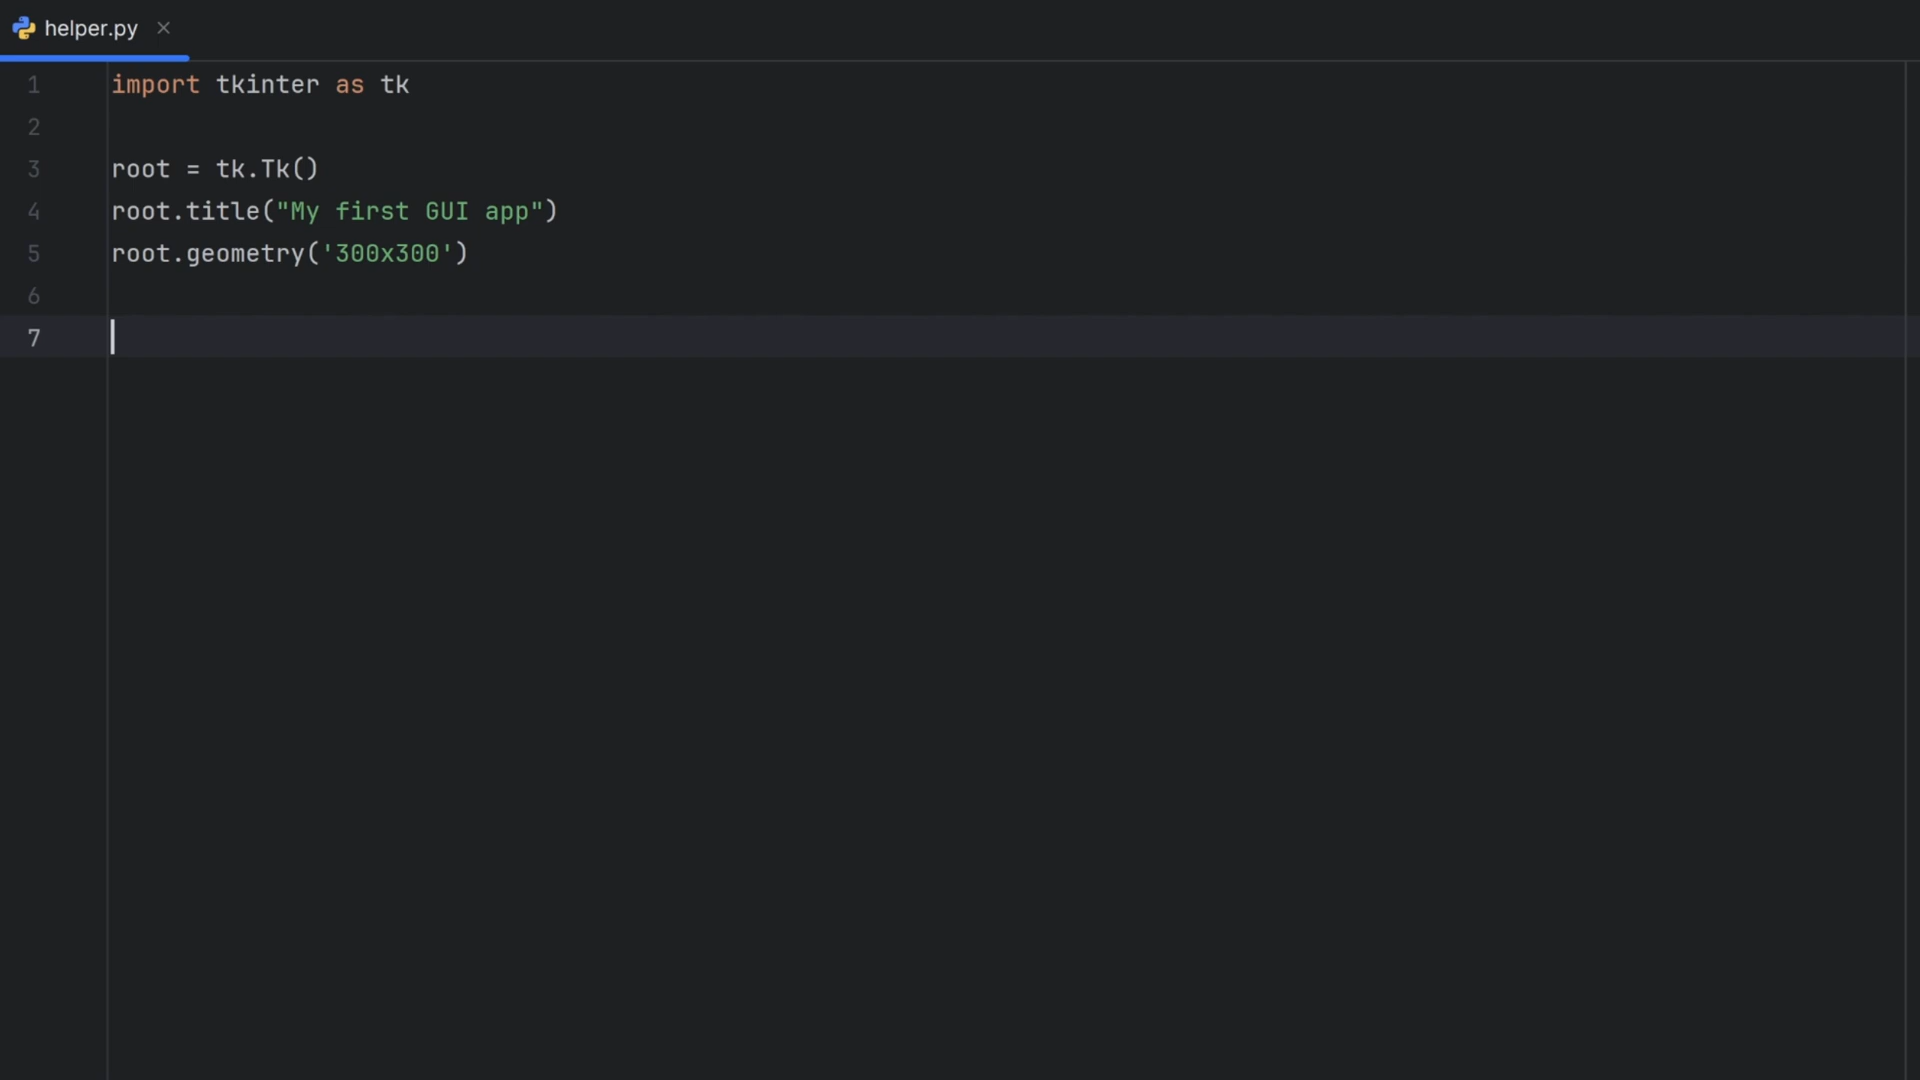 helper.py
1 import tkinter as tk
2
3 root = tk.Tk()
4 root.title("My first GUI app")
5 root.geometry('300x300')
6
7